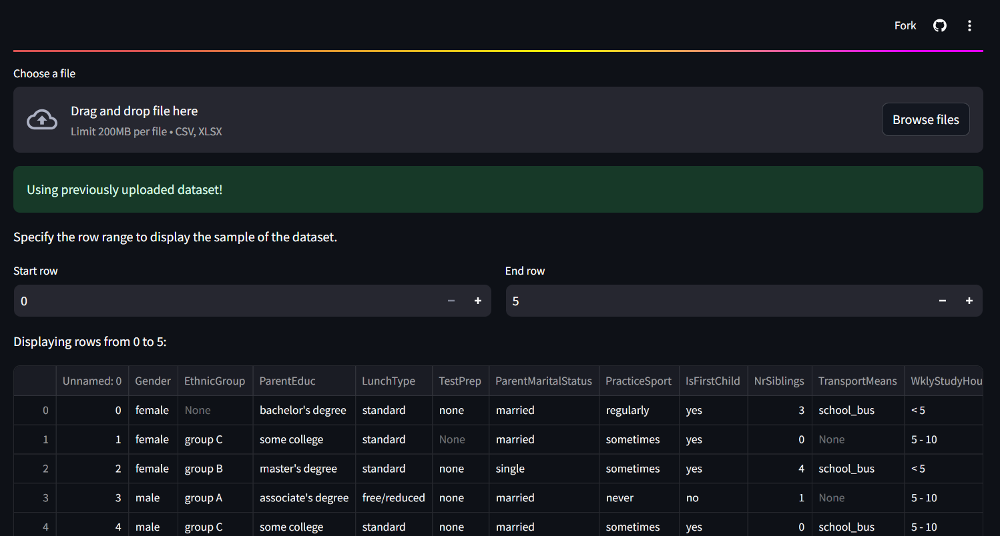 Fork
Choose a file
Drag and drop file here
Limit 200MB per file • CSV, XLSX
Browse files
Using previously uploaded dataset!
Specify the row range to display the sample of the dataset.
Start row End row
0 5
Displaying rows from 0 to 5:
Unnamed: 0 Gender EthnicGroup ParentEduc LunchType TestPrep ParentMaritalStatus PracticeSport IsFirstChild NrSiblings TransportMeans WklyStudyHou
0 0 female None bachelor's degree standard none married regularly yes 3 school_bus < 5
1 1 female group C some college standard None married sometimes yes 0 None 5 - 10
2 2 female group B master's degree standard none single sometimes yes 4 school_bus < 5
3 3 male group A associate's degree free/reduced none married never no 1 None 5 - 10
4 4 male group C some college standard none married sometimes yes 0 school_bus 5 - 10